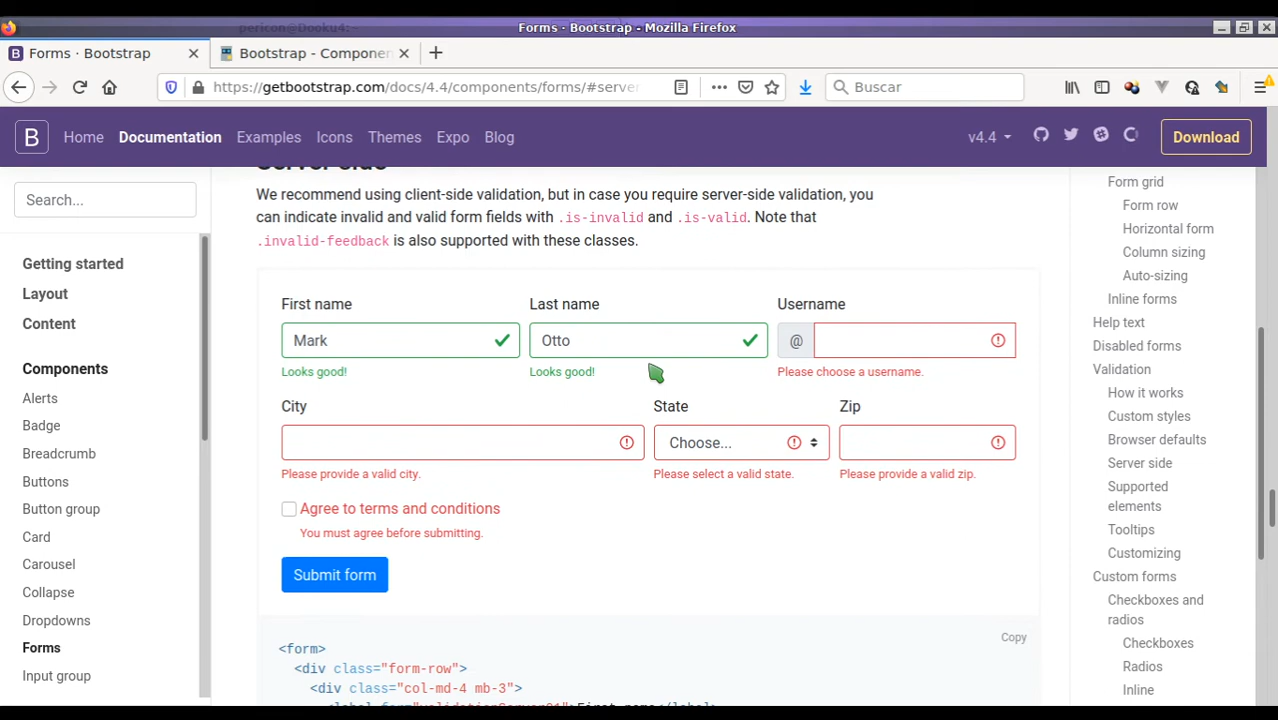 Forms · Bootstrap - Mozilla Firefox
Forms · Bootstrap
Bootstrap - Componen
https://getbootstrap.com/docs/4.4/components/forms/#server
Buscar
B
Home Documentation Examples Icons Themes Expo Blog
v4.4
Download
Search...
Getting started
Layout
Content
Components
Alerts
Badge
Breadcrumb
Buttons
Button group
Card
Carousel
Collapse
Dropdowns
Forms
Input group
Server side
We recommend using client-side validation, but in case you require server-side validation, you
can indicate invalid and valid form fields with .is-invalid and .is-valid. Note that
.invalid-feedback is also supported with these classes.
First name Last name Username
Mark Otto @
Looks good! Looks good! Please choose a username.
City State Zip
Choose...
Please provide a valid city. Please select a valid state. Please provide a valid zip.
Agree to terms and conditions
You must agree before submitting.
Submit form
Copy
<form>
<div class="form-row">
<div class="col-md-4 mb-3">
<label for="validationServer01">First name</label>
Form grid
Form row
Horizontal form
Column sizing
Auto-sizing
Inline forms
Help text
Disabled forms
Validation
How it works
Custom styles
Browser defaults
Server side
Supported
elements
Tooltips
Customizing
Custom forms
Checkboxes and
radios
Checkboxes
Radios
Inline